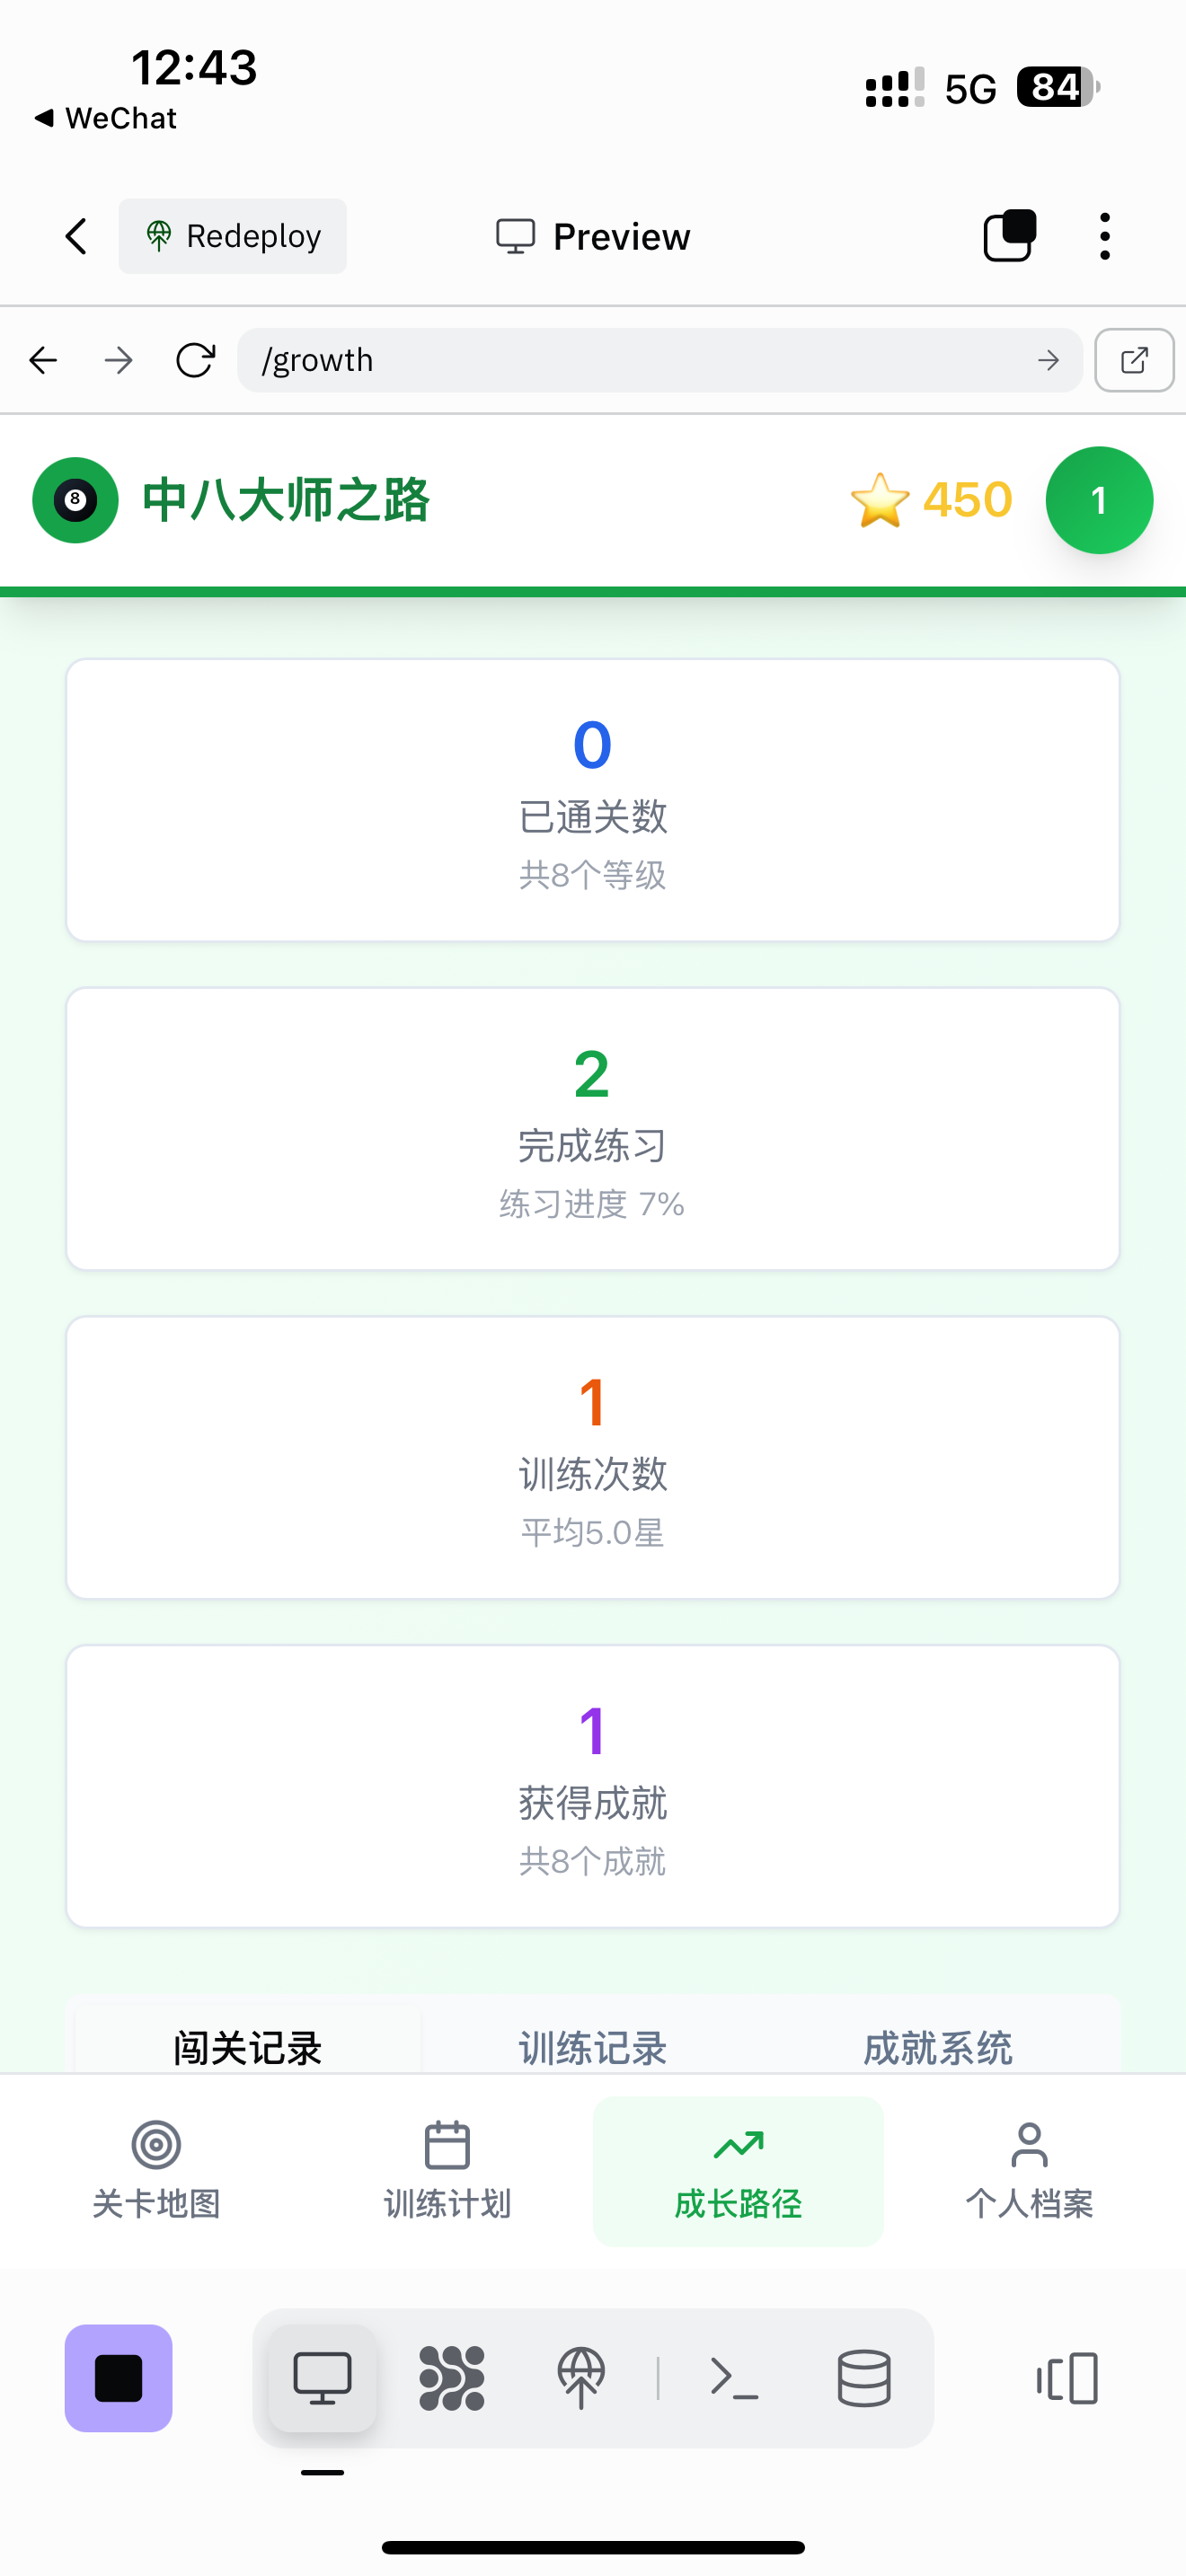 12:43
5G
84
WeChat
Redeploy
Preview
/growth
8
中八大师之路
450
1
0
已通关数
共8个等级
2
完成练习
练习进度 7%
1
训练次数
平均5.0星
1
获得成就
共8个成就
闯关记录
训练记录
成就系统
关卡地图
训练计划
成长路径
个人档案